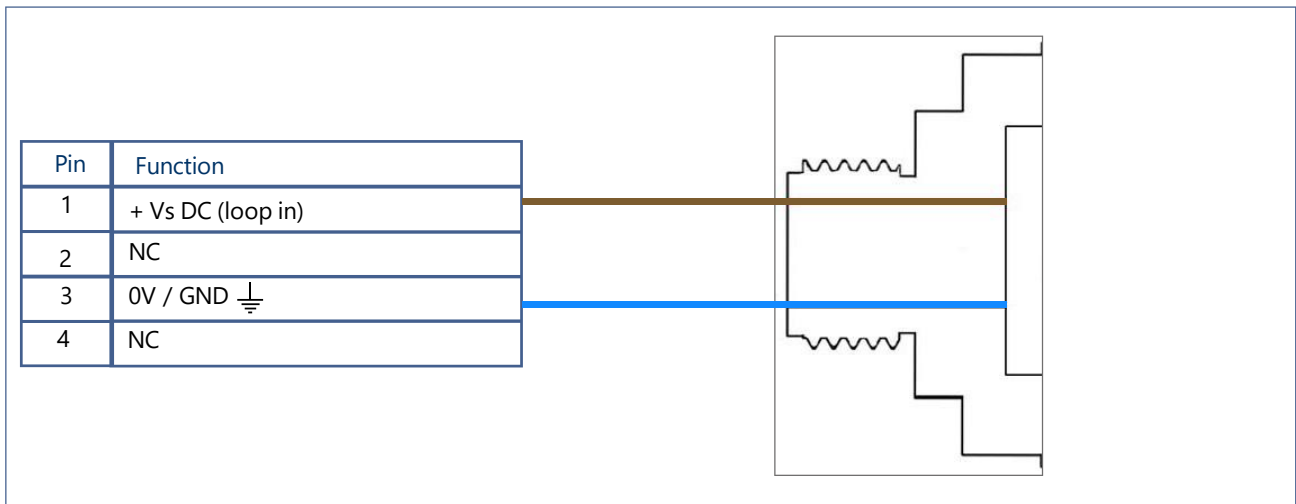 Pin Function
1 + Vs DC (loop in)
2 NC
3 0V / GND
4 NC